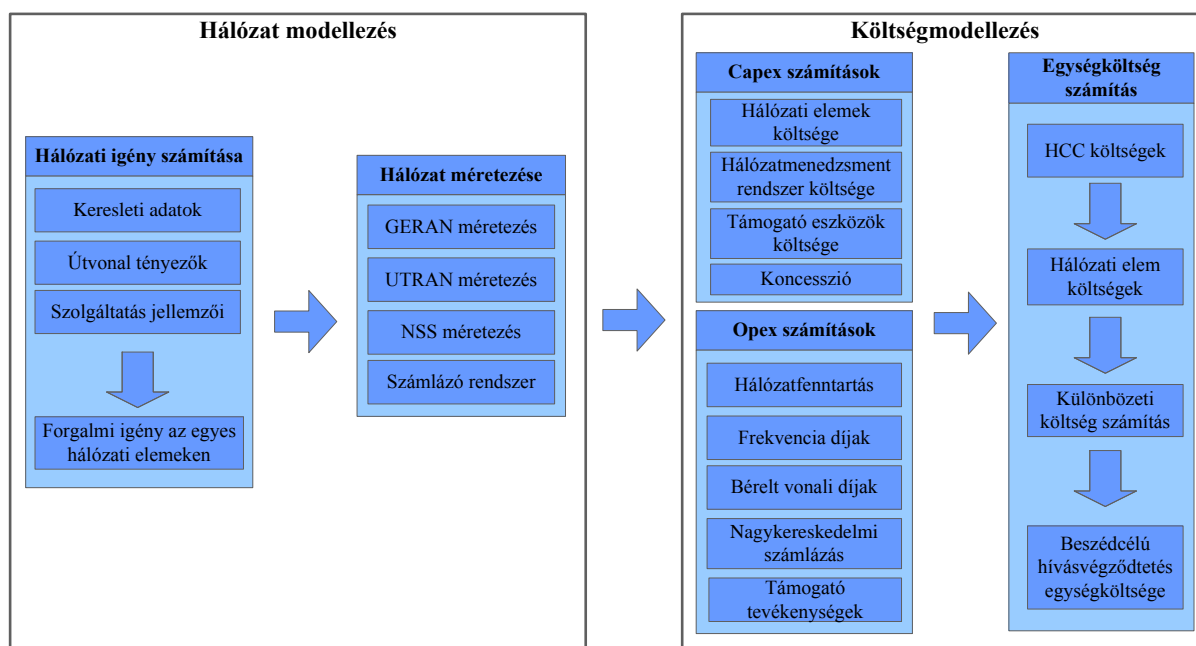 Hálózat modellezés
Hálózati igény számítása
Keresleti adatok
Útvonal tényezők
Szolgáltatás jellemzői
Forgalmi igény az egyes
hálózati elemeken
Hálózat méretezése
GERAN méretezés
UTRAN méretezés
NSS méretezés
Számlázó rendszer
Költségmodellezés
Capex számítások
Hálózati elemek
költsége
Hálózatmenedzsment
rendszer költsége
Támogató eszközök
költsége
Koncesszió
Opex számítások
Hálózatfenntartás
Frekvencia díjak
Bérelt vonali díjak
Nagykereskedelmi
számlázás
Támogató
tevékenységek
Egységköltség
számítás
HCC költségek
Hálózati elem
költségek
Különbözeti
költség számítás
Beszédcélú
hívásvégződtetés
egységköltsége